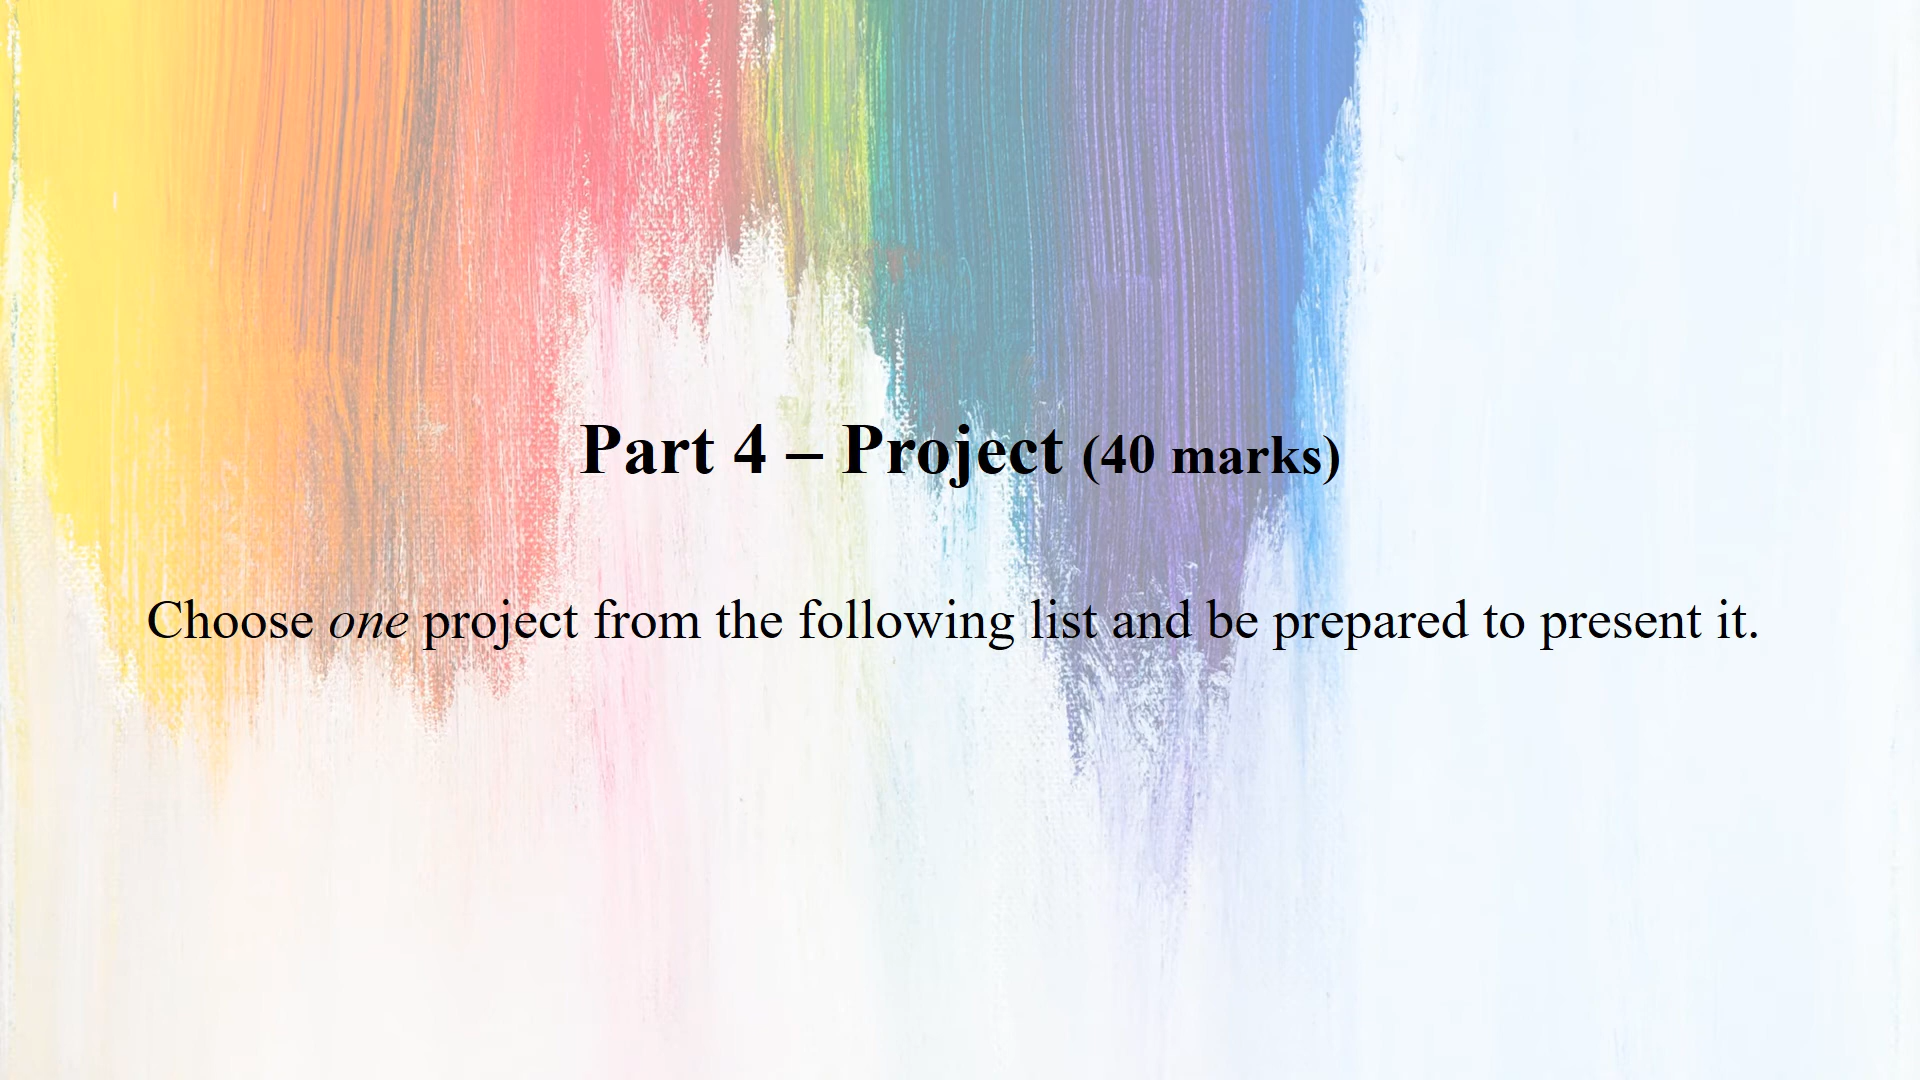 Part 4 – Project (40 marks)
Choose one project from the following list and be prepared to present it.